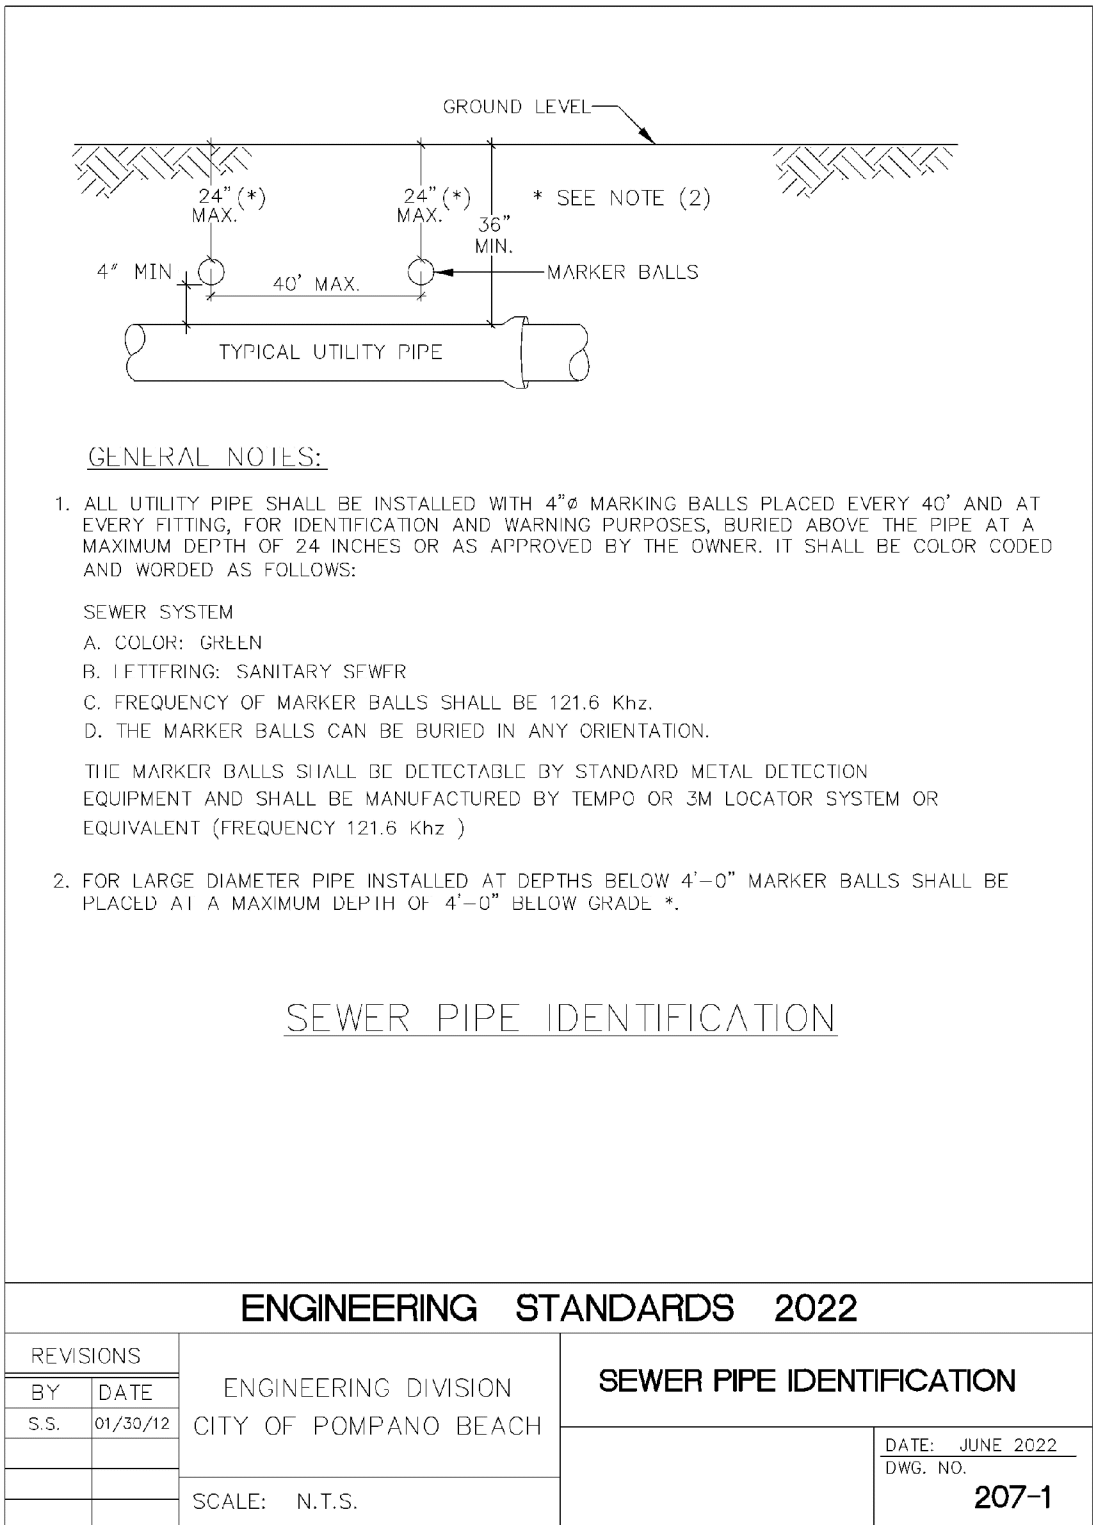 GROUND LEVEL
24" (*)
MAX.
24" (*)
MAX.
* SEE NOTE (2)
36"
MIN.
4" MIN
40' MAX.
MARKER BALLS
TYPICAL UTILITY PIPE
GENERAL NOTES:
1. ALL UTILITY PIPE SHALL BE INSTALLED WITH 4"Ø MARKING BALLS PLACED EVERY 40' AND AT
EVERY FITTING, FOR IDENTIFICATION AND WARNING PURPOSES, BURIED ABOVE THE PIPE AT A
MAXIMUM DEPTH OF 24 INCHES OR AS APPROVED BY THE OWNER. IT SHALL BE COLOR CODED
AND WORDED AS FOLLOWS:
SEWER SYSTEM
A. COLOR: GREEN
B. LETTERING: SANITARY SEWER
C. FREQUENCY OF MARKER BALLS SHALL BE 121.6 Khz.
D. THE MARKER BALLS CAN BE BURIED IN ANY ORIENTATION.
THE MARKER BALLS SHALL BE DETECTABLE BY STANDARD METAL DETECTION
EQUIPMENT AND SHALL BE MANUFACTURED BY TEMPO OR 3M LOCATOR SYSTEM OR
EQUIVALENT (FREQUENCY 121.6 Khz )
2. FOR LARGE DIAMETER PIPE INSTALLED AT DEPTHS BELOW 4'-0" MARKER BALLS SHALL BE
PLACED AT A MAXIMUM DEPTH OF 4'-0" BELOW GRADE *.
SEWER PIPE IDENTIFICATION
ENGINEERING STANDARDS 2022
REVISIONS
BY DATE
S.S. 01/30/12
ENGINEERING DIVISION
CITY OF POMPANO BEACH
SCALE: N.T.S.
SEWER PIPE IDENTIFICATION
DATE: JUNE 2022
DWG. NO.
207-1